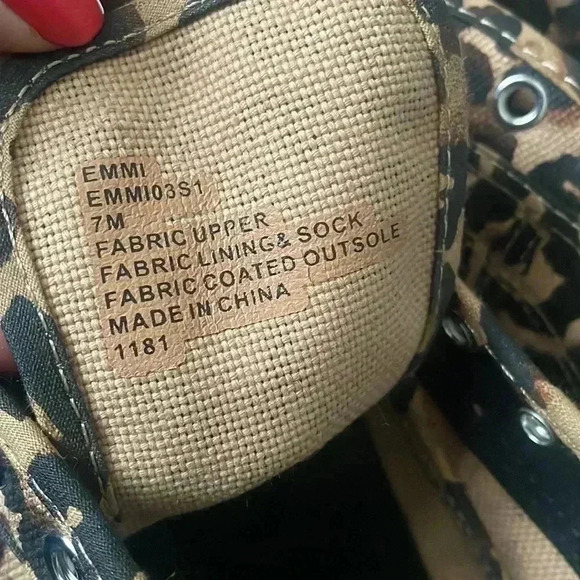 EMMI
EMMI03S1
7M
FABRIC UPPER
FABRIC LINING& SOCK
FABRIC COATED OUTSOLE
MADE IN CHINA
1181